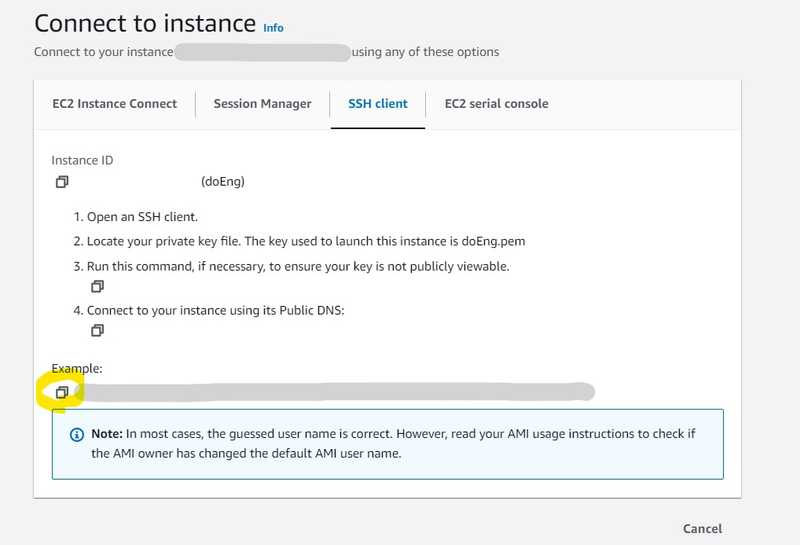 Connect to instance Info
Connect to your instance using any of these options
EC2 Instance Connect Session Manager SSH client EC2 serial console
Instance ID
(doEng)
1. Open an SSH client.
2. Locate your private key file. The key used to launch this instance is doEng.pem
3. Run this command, if necessary, to ensure your key is not publicly viewable.
4. Connect to your instance using its Public DNS:
Example:
Note: In most cases, the guessed user name is correct. However, read your AMI usage instructions to check if
the AMI owner has changed the default AMI user name.
Cancel